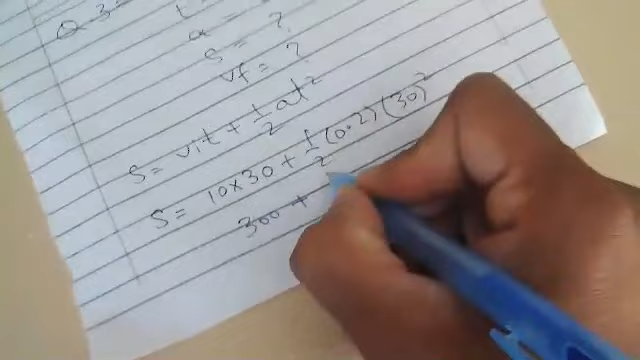 Q 3
t =
a =
S = ?
vf = ?
S = vit + 1/2 at²
S = 10×30 + 1/2 (0.2) (30)²
300 +